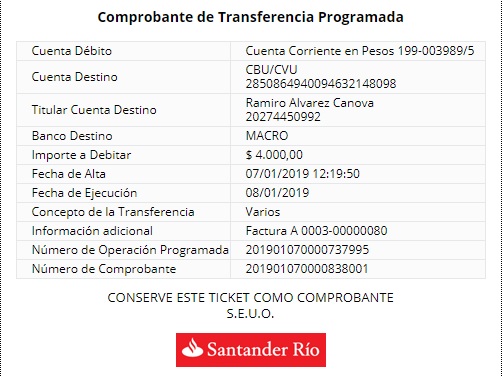 Comprobante de Transferencia Programada
Cuenta Débito Cuenta Corriente en Pesos 199-003989/5
Cuenta Destino CBU/CVU
2850864940094632148098
Titular Cuenta Destino Ramiro Alvarez Canova
20274450992
Banco Destino MACRO
Importe a Debitar $ 4.000,00
Fecha de Alta 07/01/2019 12:19:50
Fecha de Ejecución 08/01/2019
Concepto de la Transferencia Varios
Información adicional Factura A 0003-00000080
Número de Operación Programada 201901070000737995
Número de Comprobante 201901070000838001
CONSERVE ESTE TICKET COMO COMPROBANTE
S.E.U.O.
Santander Río